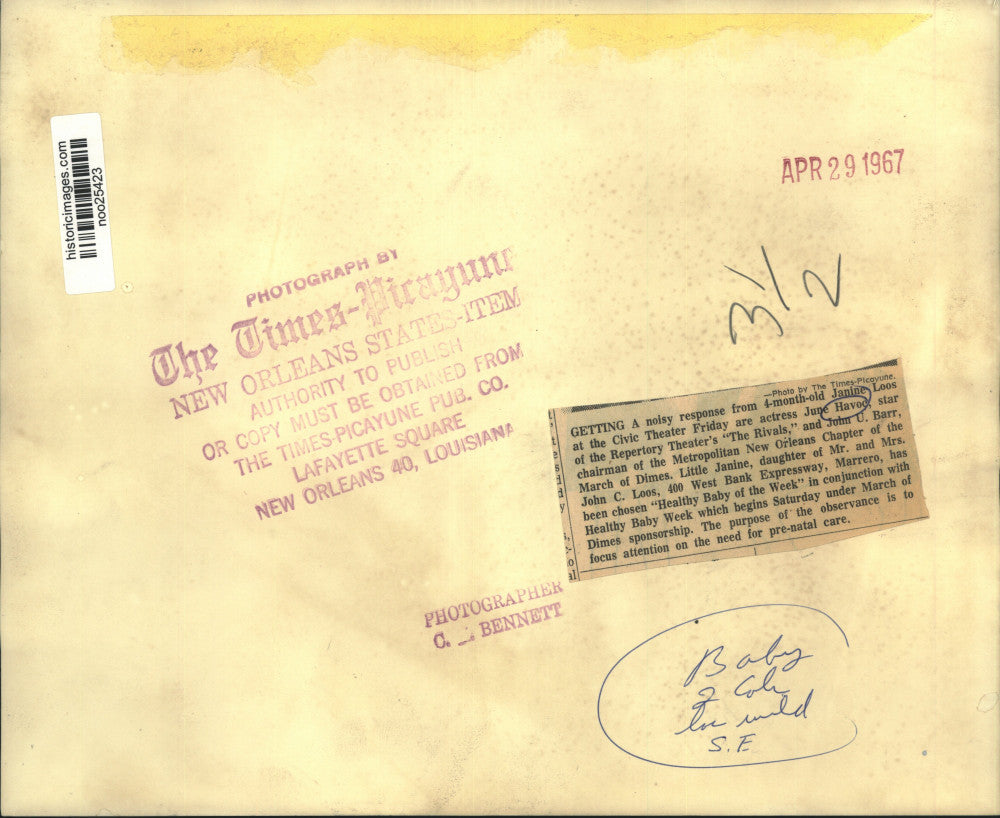 historicimages.com
noo25423
APR 29 1967
PHOTOGRAPH BY
The Times-Picayune
NEW ORLEANS STATES-ITEM
AUTHORITY TO PUBLISH
OR COPY MUST BE OBTAINED FROM
THE TIMES-PICAYUNE PUB. CO.
LAFAYETTE SQUARE
NEW ORLEANS 40, LOUISIANA
3 1/2
—Photo by The Times-Picayune.
GETTING A noisy response from 4-month-old Janine Loos
at the Civic Theater Friday are actress June Havoc, star
of the Repertory Theater's "The Rivals," and John U. Barr,
chairman of the Metropolitan New Orleans Chapter of the
March of Dimes. Little Janine, daughter of Mr. and Mrs.
John C. Loos, 400 West Bank Expressway, Marrero, has
been chosen "Healthy Baby of the Week" in conjunction with
Healthy Baby Week which begins Saturday under March of
Dimes sponsorship. The purpose of the observance is to
focus attention on the need for pre-natal care.
PHOTOGRAPHER
C. BENNETT
Baby
2 Col
S.F.